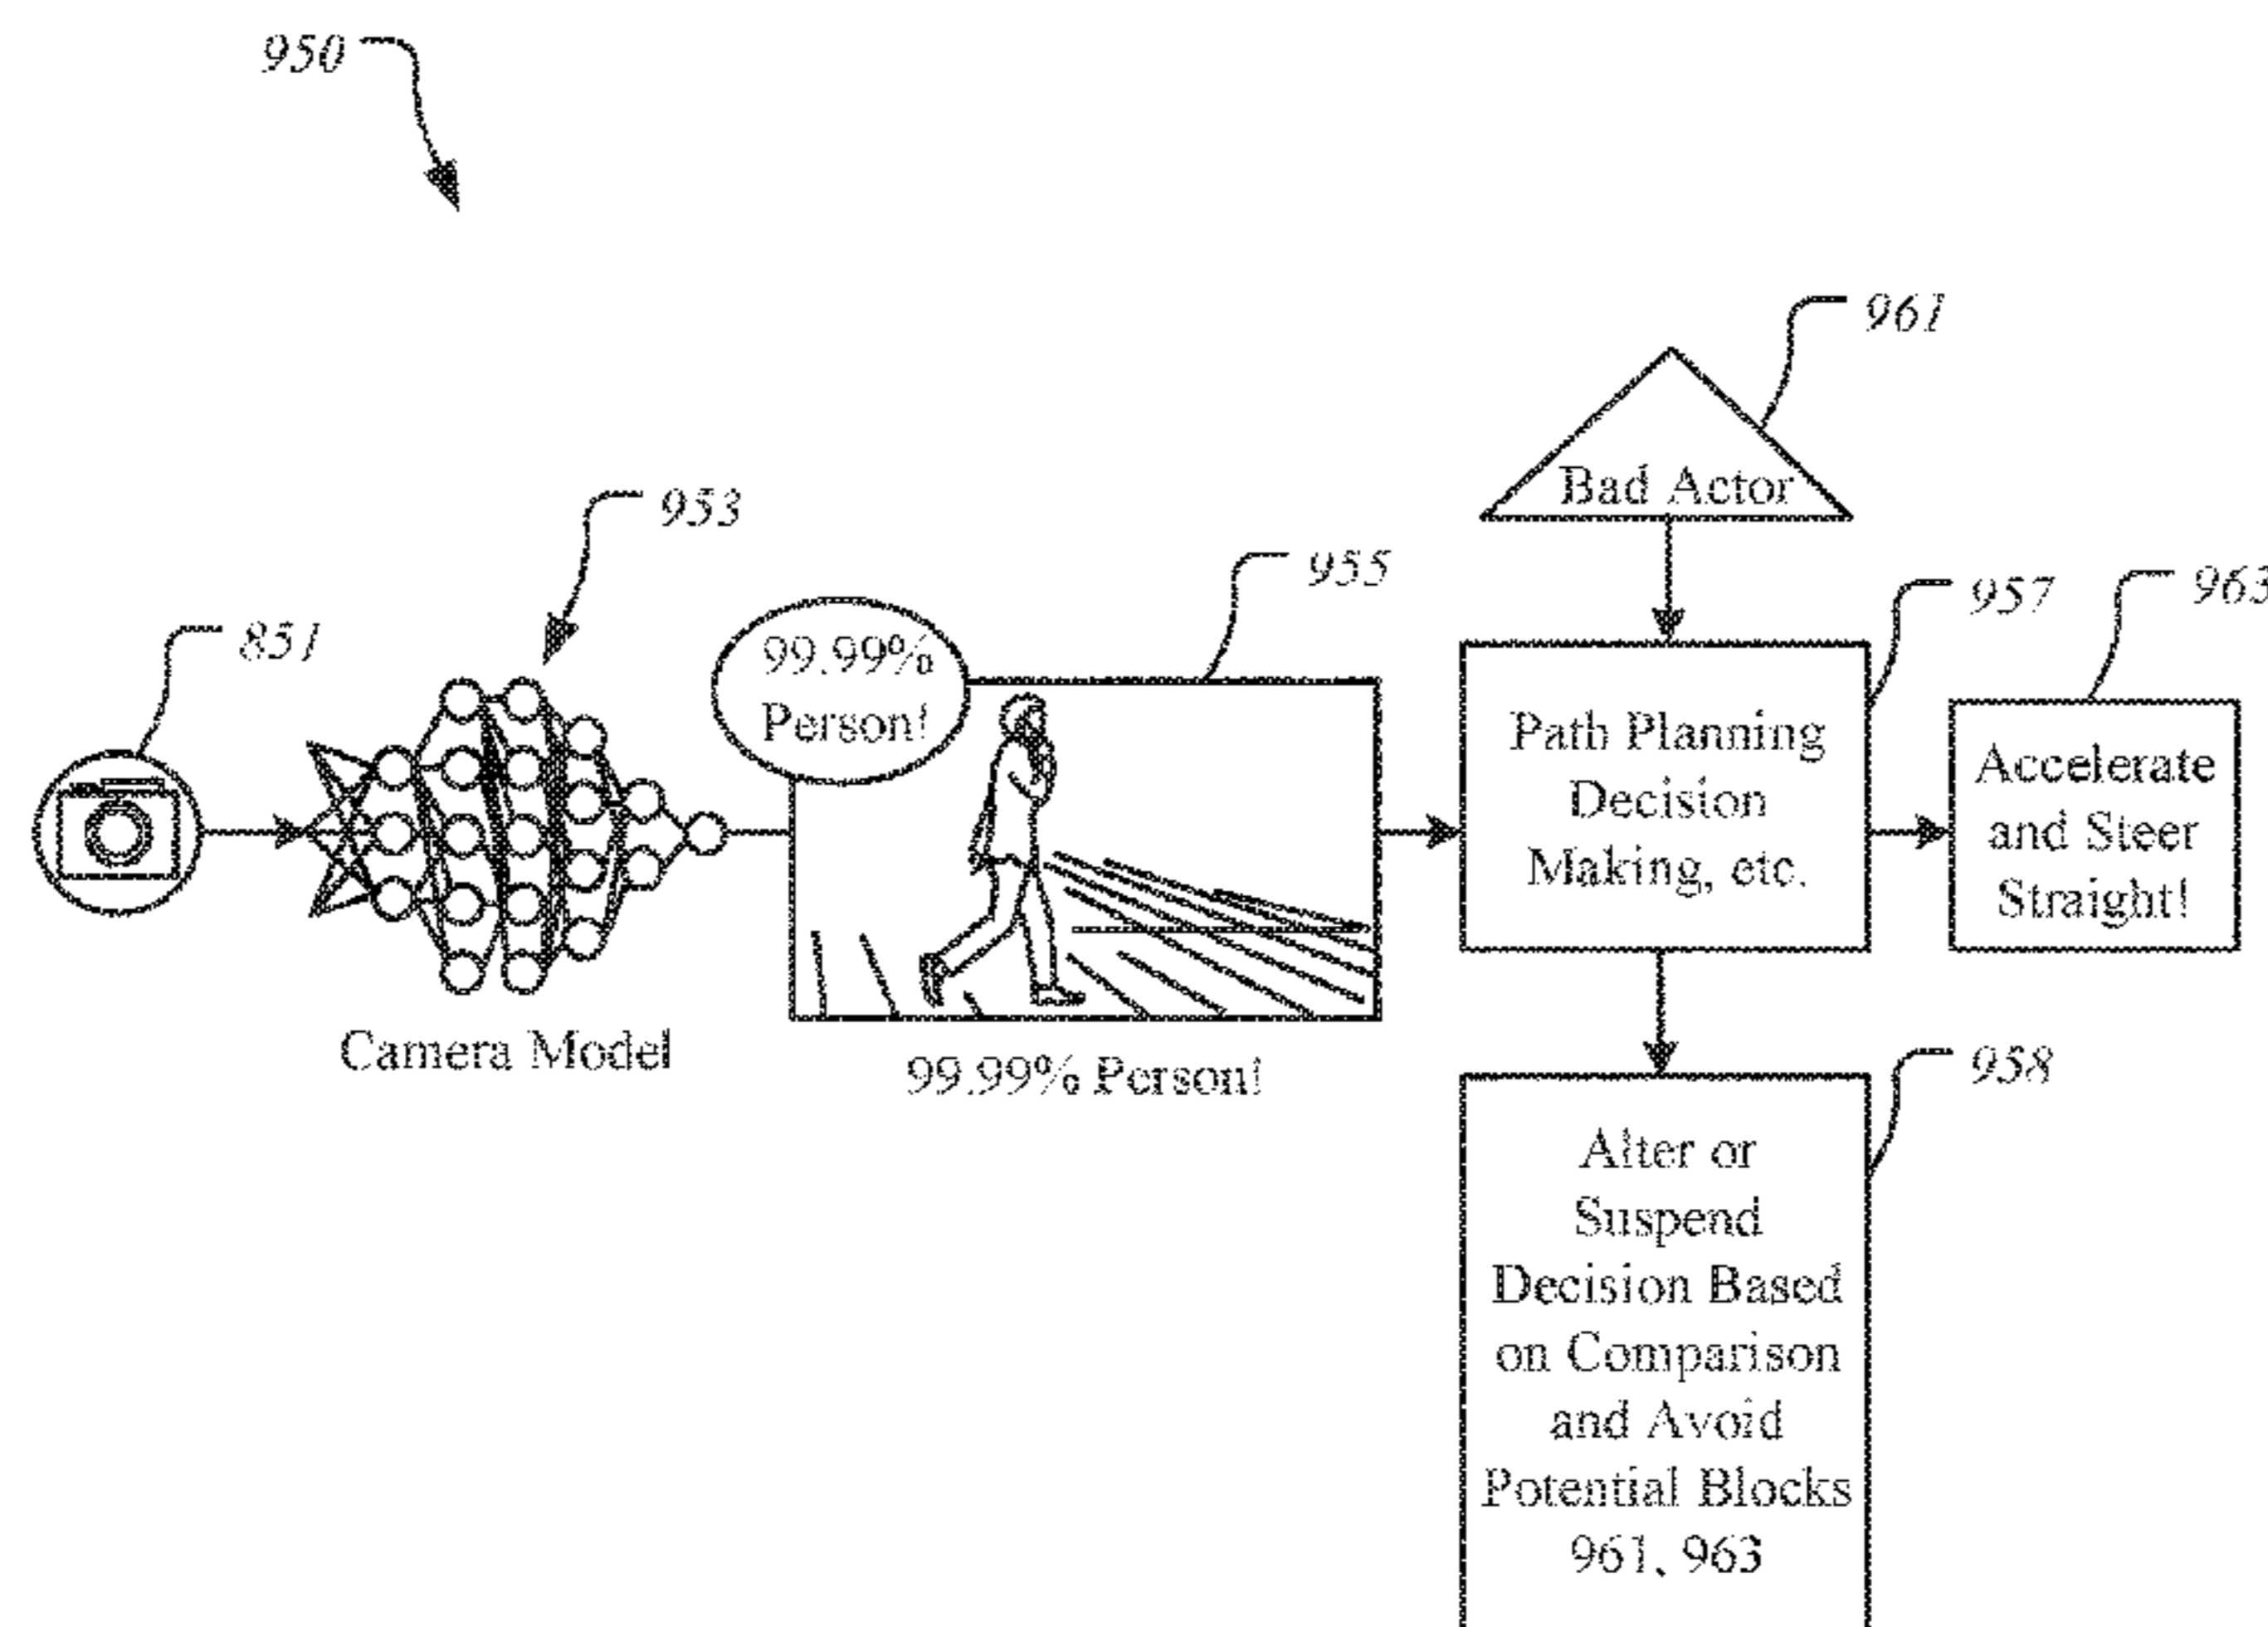 950
961
953
955
957
963
851
99.99%
Person!
Bad Actor
Path Planning
Decision
Making, etc.
Accelerate
and Steer
Straight!
Camera Model
99.99% Person!
958
Alter or
Suspend
Decision Based
on Comparison
and Avoid
Potential Blocks
961, 963